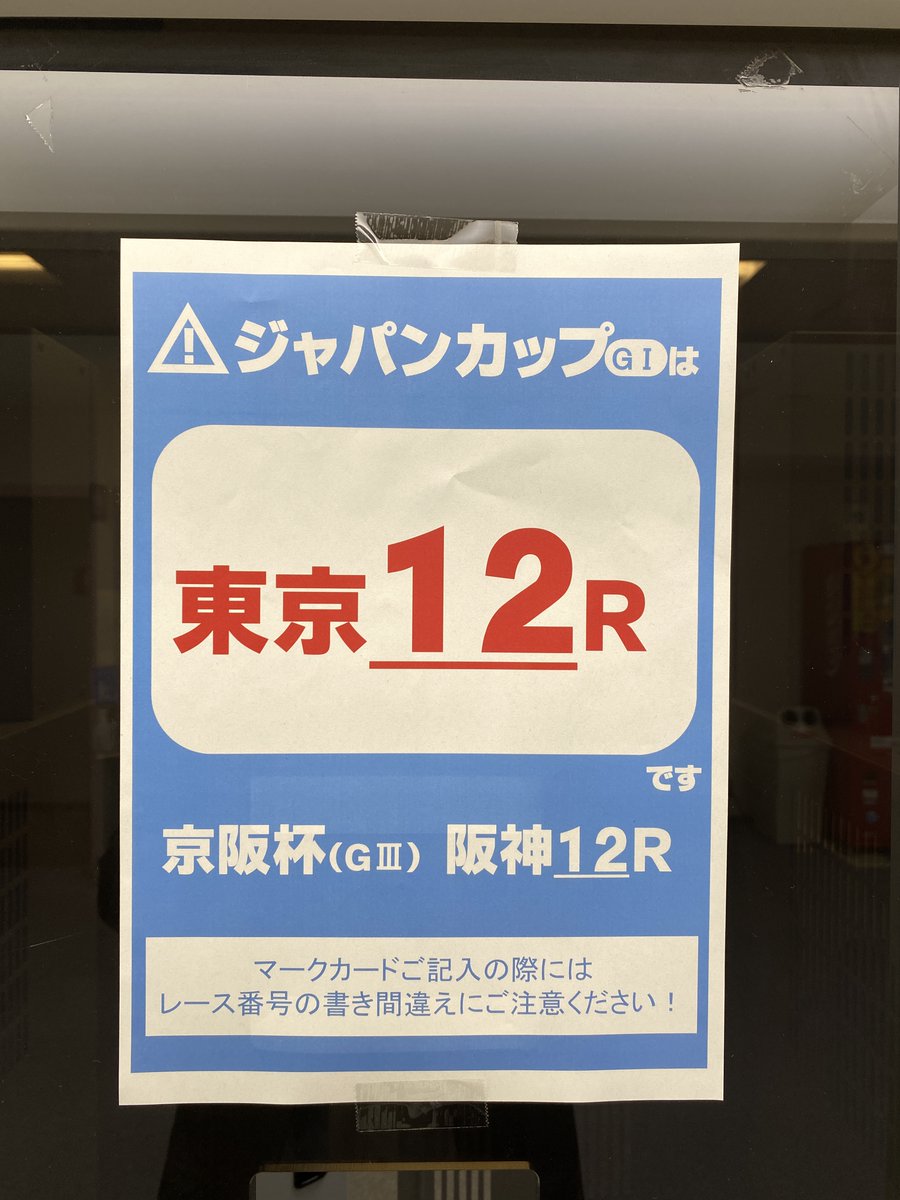 ジャパンカップGⅠは
東京12R
です
京阪杯(GⅢ) 阪神12R
マークカードご記入の際には
レース番号の書き間違えにご注意ください！